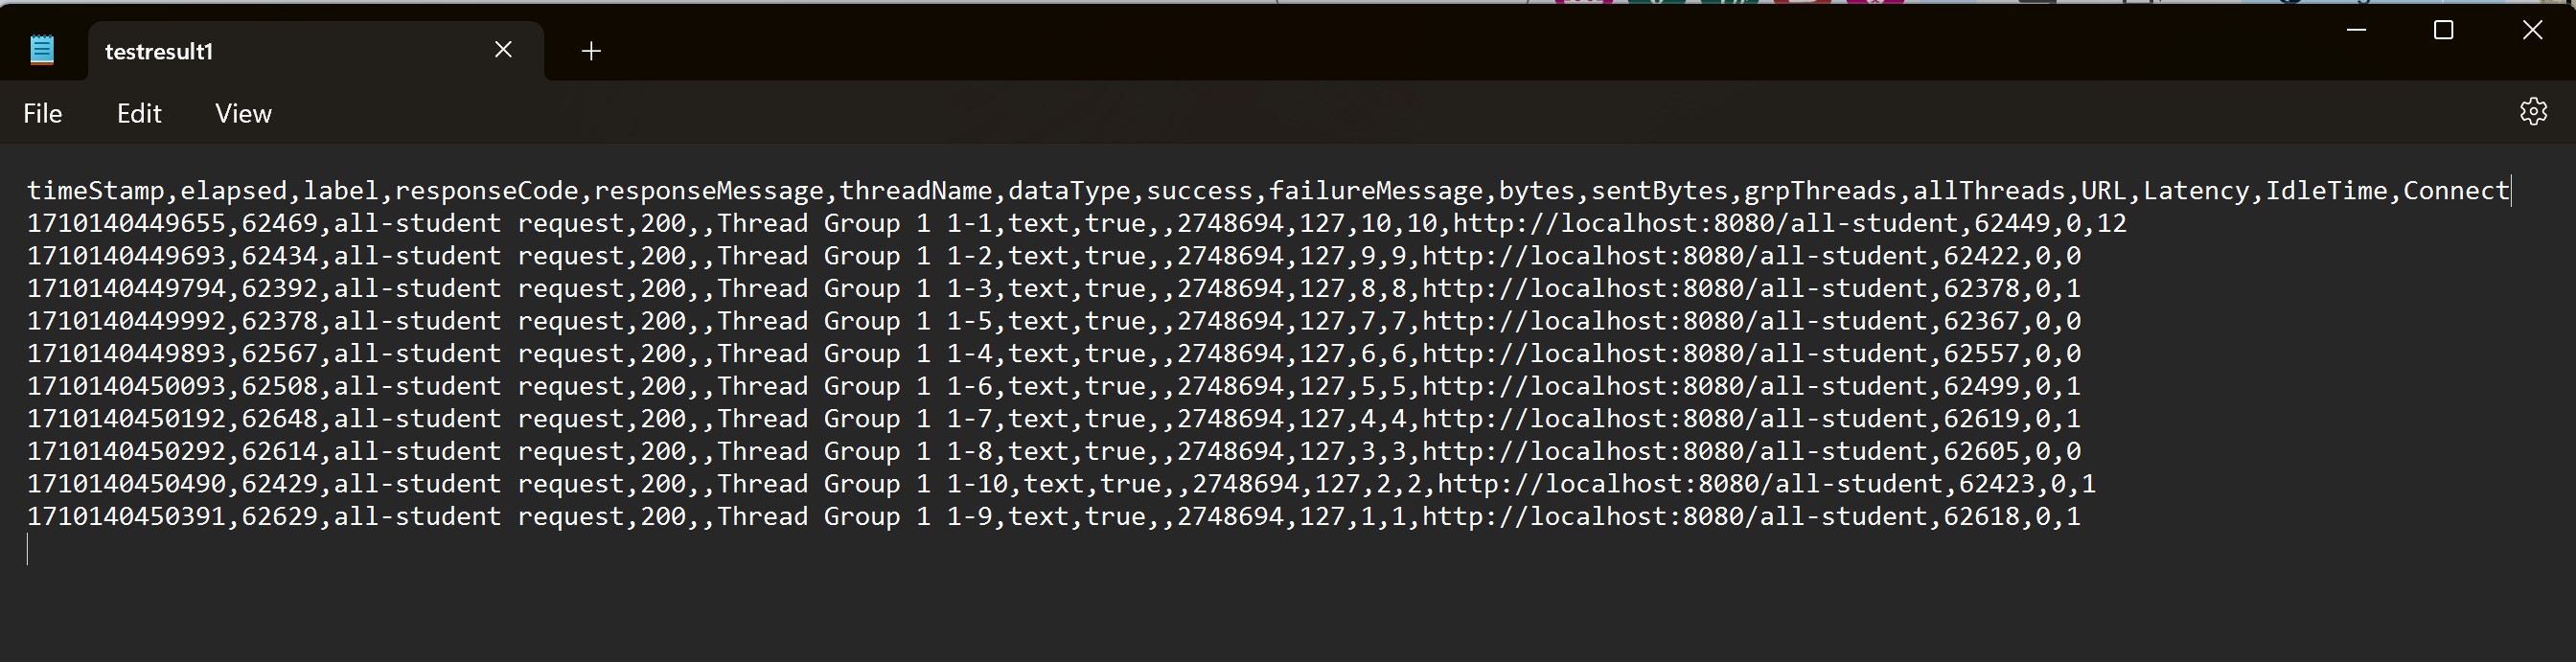 testresult1
File Edit View
timeStamp,elapsed,label,responseCode,responseMessage,threadName,dataType,success,failureMessage,bytes,sentBytes,grpThreads,allThreads,URL,Latency,IdleTime,Connect
1710140449655,62469,all-student request,200,,Thread Group 1 1-1,text,true,,2748694,127,10,10,http://localhost:8080/all-student,62449,0,12
1710140449693,62434,all-student request,200,,Thread Group 1 1-2,text,true,,2748694,127,9,9,http://localhost:8080/all-student,62422,0,0
1710140449794,62392,all-student request,200,,Thread Group 1 1-3,text,true,,2748694,127,8,8,http://localhost:8080/all-student,62378,0,1
1710140449992,62378,all-student request,200,,Thread Group 1 1-5,text,true,,2748694,127,7,7,http://localhost:8080/all-student,62367,0,0
1710140449893,62567,all-student request,200,,Thread Group 1 1-4,text,true,,2748694,127,6,6,http://localhost:8080/all-student,62557,0,0
1710140450093,62508,all-student request,200,,Thread Group 1 1-6,text,true,,2748694,127,5,5,http://localhost:8080/all-student,62499,0,1
1710140450192,62648,all-student request,200,,Thread Group 1 1-7,text,true,,2748694,127,4,4,http://localhost:8080/all-student,62619,0,1
1710140450292,62614,all-student request,200,,Thread Group 1 1-8,text,true,,2748694,127,3,3,http://localhost:8080/all-student,62605,0,0
1710140450490,62429,all-student request,200,,Thread Group 1 1-10,text,true,,2748694,127,2,2,http://localhost:8080/all-student,62423,0,1
1710140450391,62629,all-student request,200,,Thread Group 1 1-9,text,true,,2748694,127,1,1,http://localhost:8080/all-student,62618,0,1